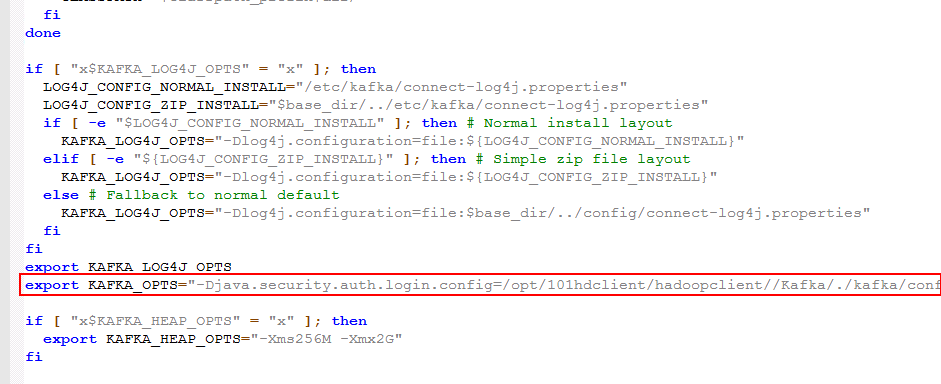 fi
done
if [ "x$KAFKA_LOG4J_OPTS" = "x" ]; then
LOG4J_CONFIG_NORMAL_INSTALL="/etc/kafka/connect-log4j.properties"
LOG4J_CONFIG_ZIP_INSTALL="$base_dir/../etc/kafka/connect-log4j.properties"
if [ -e "$LOG4J_CONFIG_NORMAL_INSTALL" ]; then # Normal install layout
KAFKA_LOG4J_OPTS="-Dlog4j.configuration=file:${LOG4J_CONFIG_NORMAL_INSTALL}"
elif [ -e "${LOG4J_CONFIG_ZIP_INSTALL}" ]; then # Simple zip file layout
KAFKA_LOG4J_OPTS="-Dlog4j.configuration=file:${LOG4J_CONFIG_ZIP_INSTALL}"
else # Fallback to normal default
KAFKA_LOG4J_OPTS="-Dlog4j.configuration=file:$base_dir/../config/connect-log4j.properties"
fi
fi
export KAFKA_LOG4J_OPTS
export KAFKA_OPTS="-Djava.security.auth.login.config=/opt/101hdclient/hadoopclient//Kafka/./kafka/conf
if [ "x$KAFKA_HEAP_OPTS" = "x" ]; then
export KAFKA_HEAP_OPTS="-Xms256M -Xmx2G"
fi